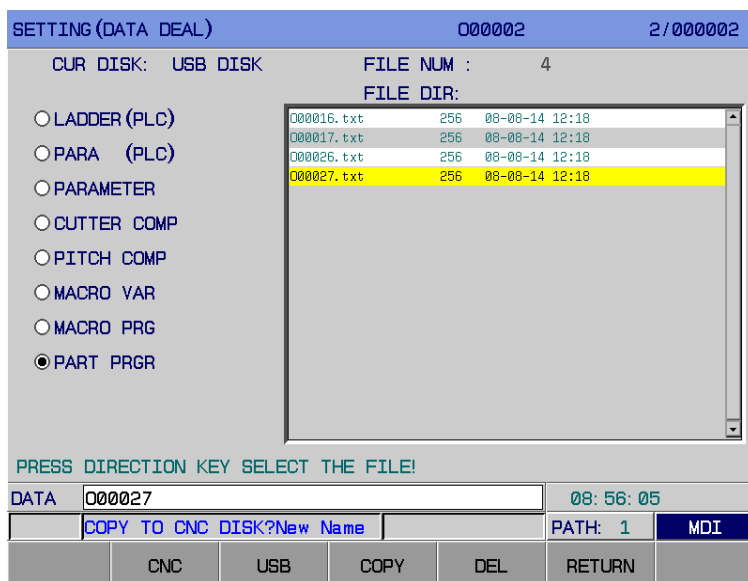 SETTING(DATA DEAL) O00002 2/000002
CUR DISK: USB DISK FILE NUM : 4
FILE DIR:
LADDER(PLC)
PARA (PLC)
PARAMETER
CUTTER COMP
PITCH COMP
MACRO VAR
MACRO PRG
PART PRGR
O00016.txt 256 08-08-14 12:18
O00017.txt 256 08-08-14 12:18
O00026.txt 256 08-08-14 12:18
O00027.txt 256 08-08-14 12:18
PRESS DIRECTION KEY SELECT THE FILE!
DATA O00027 08:56:05
COPY TO CNC DISK?New Name PATH: 1 MDI
CNC USB COPY DEL RETURN